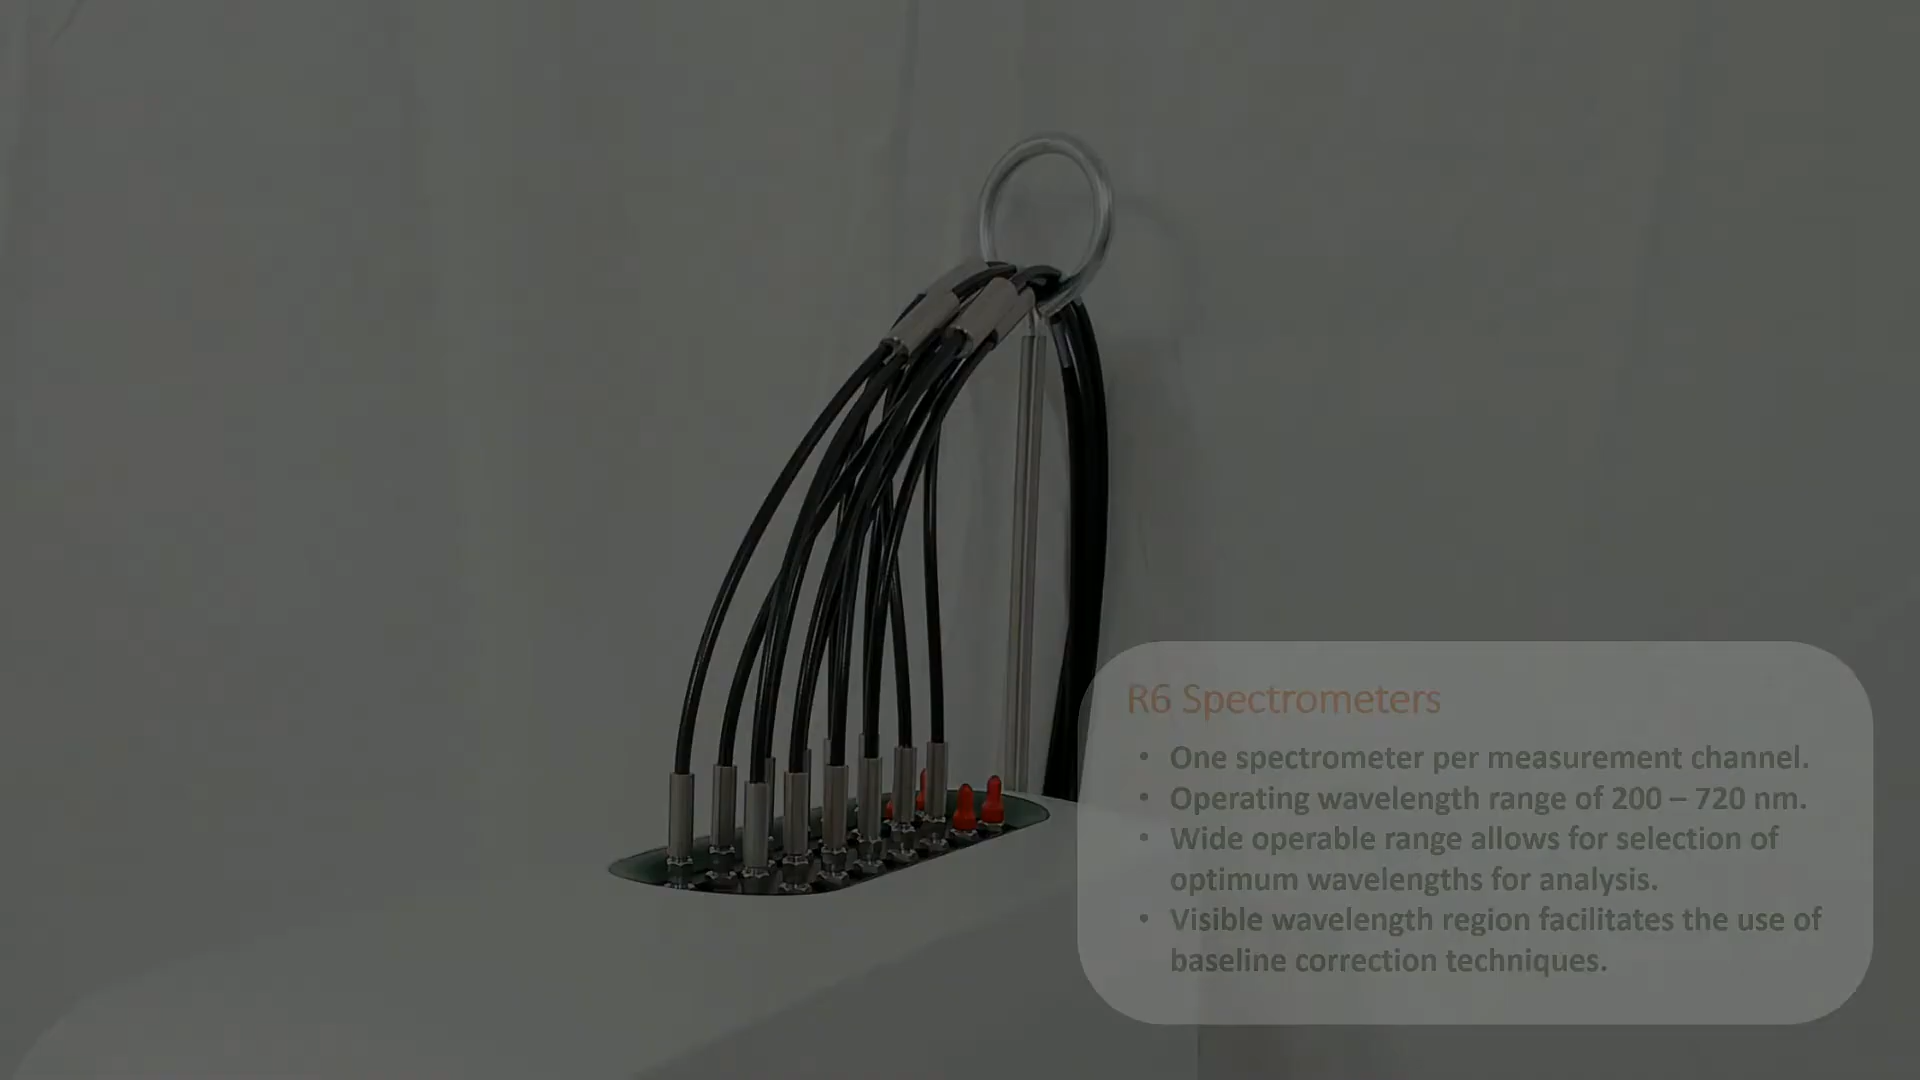 R6 Spectrometers
• One spectrometer per measurement channel.
• Operating wavelength range of 200 – 720 nm.
• Wide operable range allows for selection of
optimum wavelengths for analysis.
• Visible wavelength region facilitates the use of
baseline correction techniques.